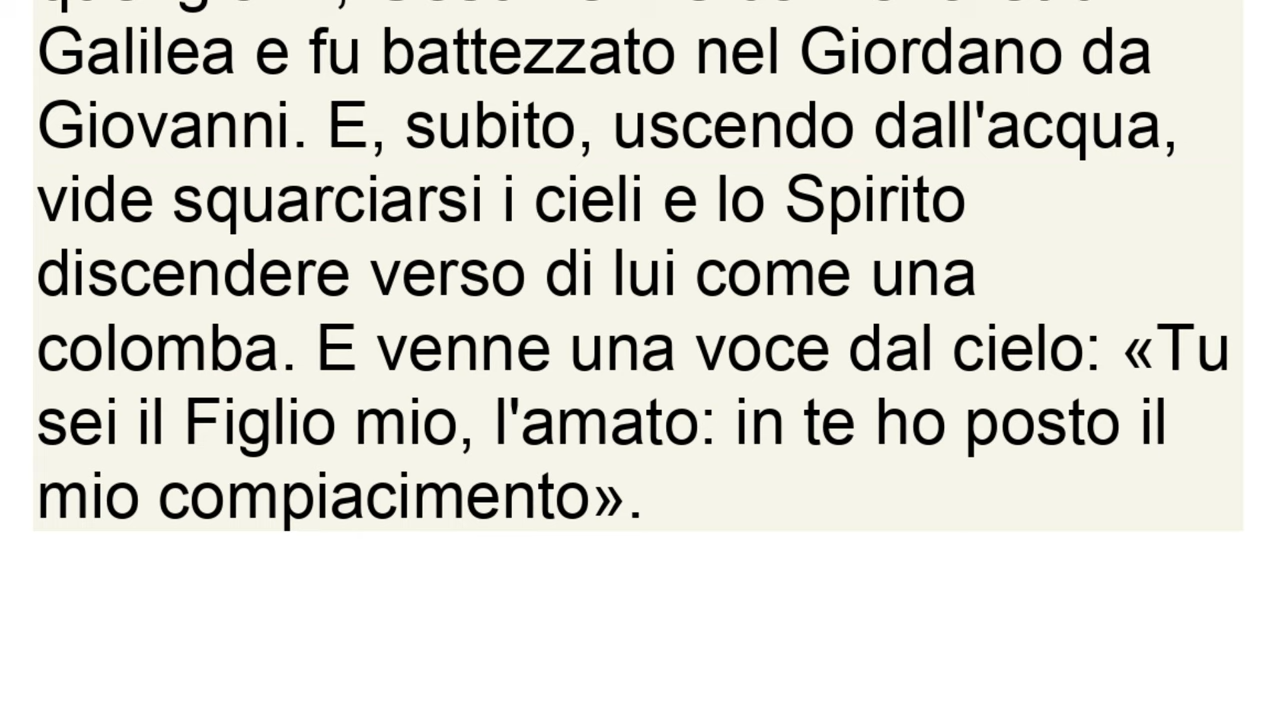 Galilea e fu battezzato nel Giordano da
Giovanni. E, subito, uscendo dall'acqua,
vide squarciarsi i cieli e lo Spirito
discendere verso di lui come una
colomba. E venne una voce dal cielo: «Tu
sei il Figlio mio, l'amato: in te ho posto il
mio compiacimento».